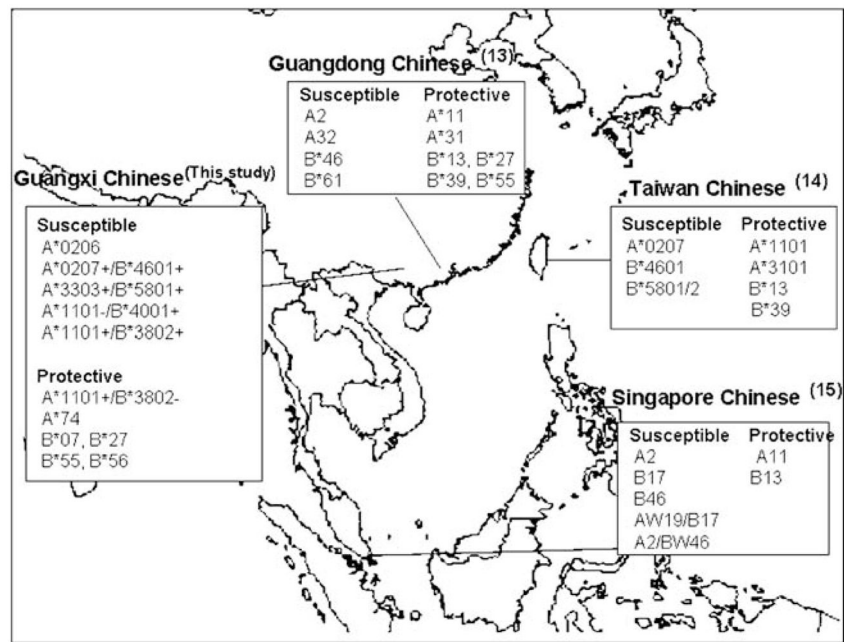 Guangdong Chinese (13)
Susceptible Protective
A2 A*11
A32 A*31
B*46 B*13, B*27
B*61 B*39, B*55
Guangxi Chinese (This study)
Susceptible
A*0206
A*0207+/B*4601+
A*3303+/B*5801+
A*1101-/B*4001+
A*1101+/B*3802+
Protective
A*1101+/B*3802-
A*74
B*07, B*27
B*55, B*56
Taiwan Chinese (14)
Susceptible Protective
A*0207 A*1101
B*4601 A*3101
B*5801/2 B*13
B*39
Singapore Chinese (15)
Susceptible Protective
A2 A11
B17 B13
B46
AW19/B17
A2/BW46